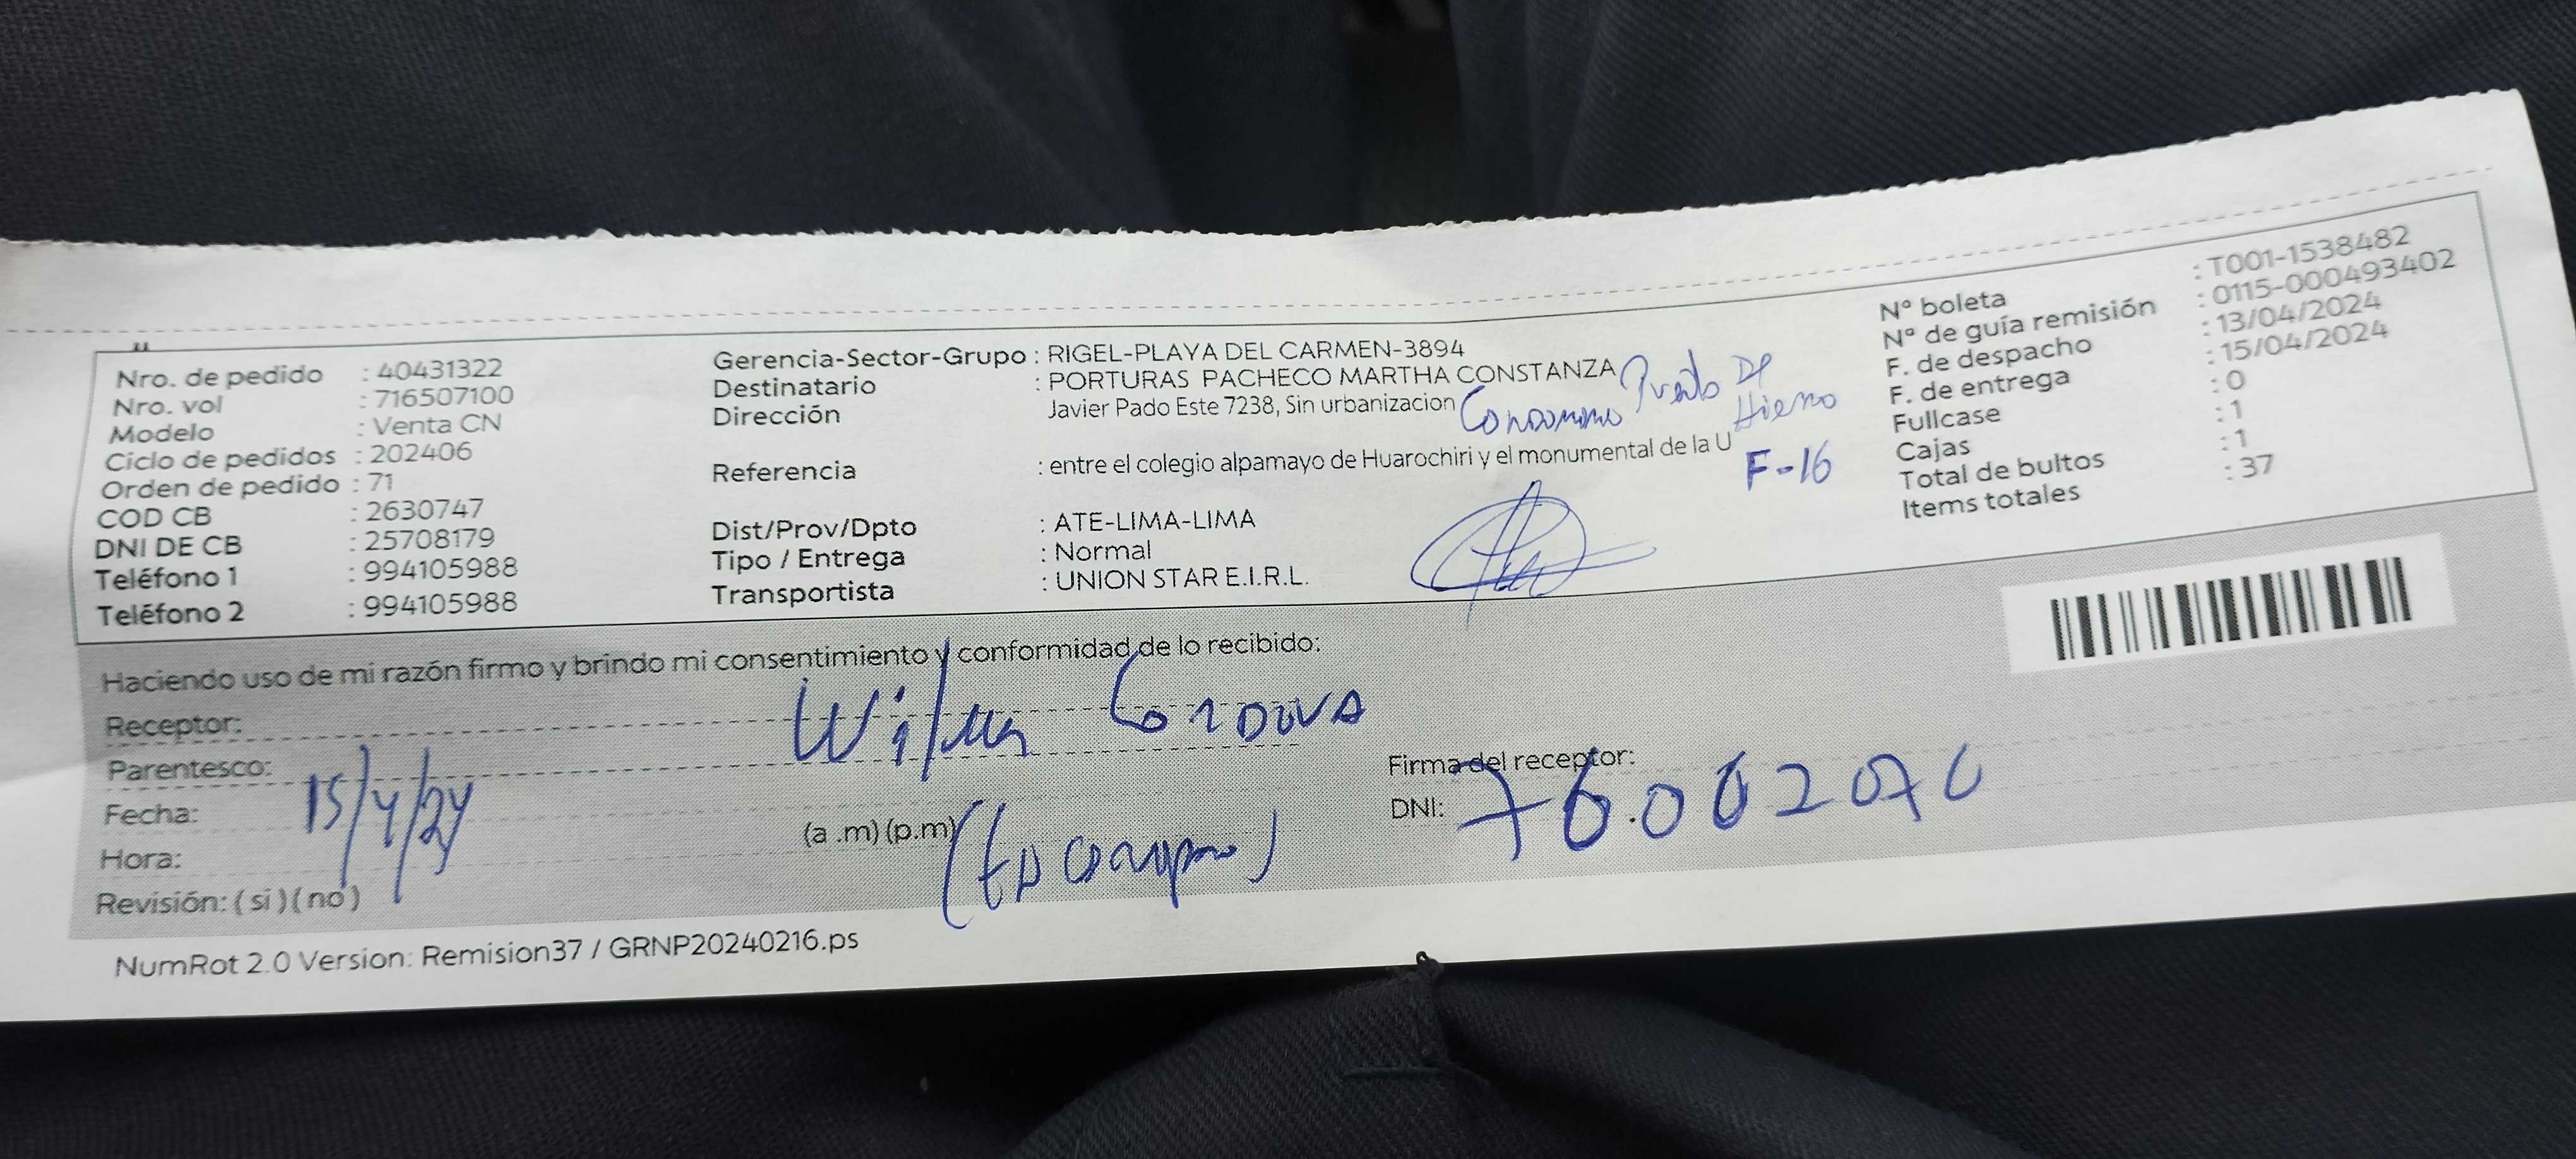 Nro. de pedido : 40431322
Nro. vol : 716507100
Modelo : Venta CN
Ciclo de pedidos : 202406
Orden de pedido : 71
COD CB : 2630747
DNI DE CB : 25708179
Teléfono 1 : 994105988
Teléfono 2 : 994105988
Gerencia-Sector-Grupo : RIGEL-PLAYA DEL CARMEN-3894
Destinatario : PORTURAS PACHECO MARTHA CONSTANZA
Dirección Javier Pado Este 7238, Sin urbanizacion
De
Hierro
Referencia : entre el colegio alpamayo de Huarochiri y el monumental de la U
F-16
Dist/Prov/Dpto : ATE-LIMA-LIMA
Tipo / Entrega : Normal
Transportista : UNION STAR E.I.R.L.
N° boleta : T001-1538482
N° de guía remisión : 0115-000493402
F. de despacho : 13/04/2024
F. de entrega : 15/04/2024
Fullcase : 0
Cajas : 1
Total de bultos : 1
Items totales : 37
Haciendo uso de mi razón firmo y brindo mi consentimiento y conformidad de lo recibido:
Receptor: Cordova
Parentesco:
Fecha: 15/4/24
Hora: (a .m) (p.m)
Revisión: ( si ) ( no )
Firma del receptor:
DNI:
NumRot 2.0 Version: Remision37 / GRNP20240216.ps